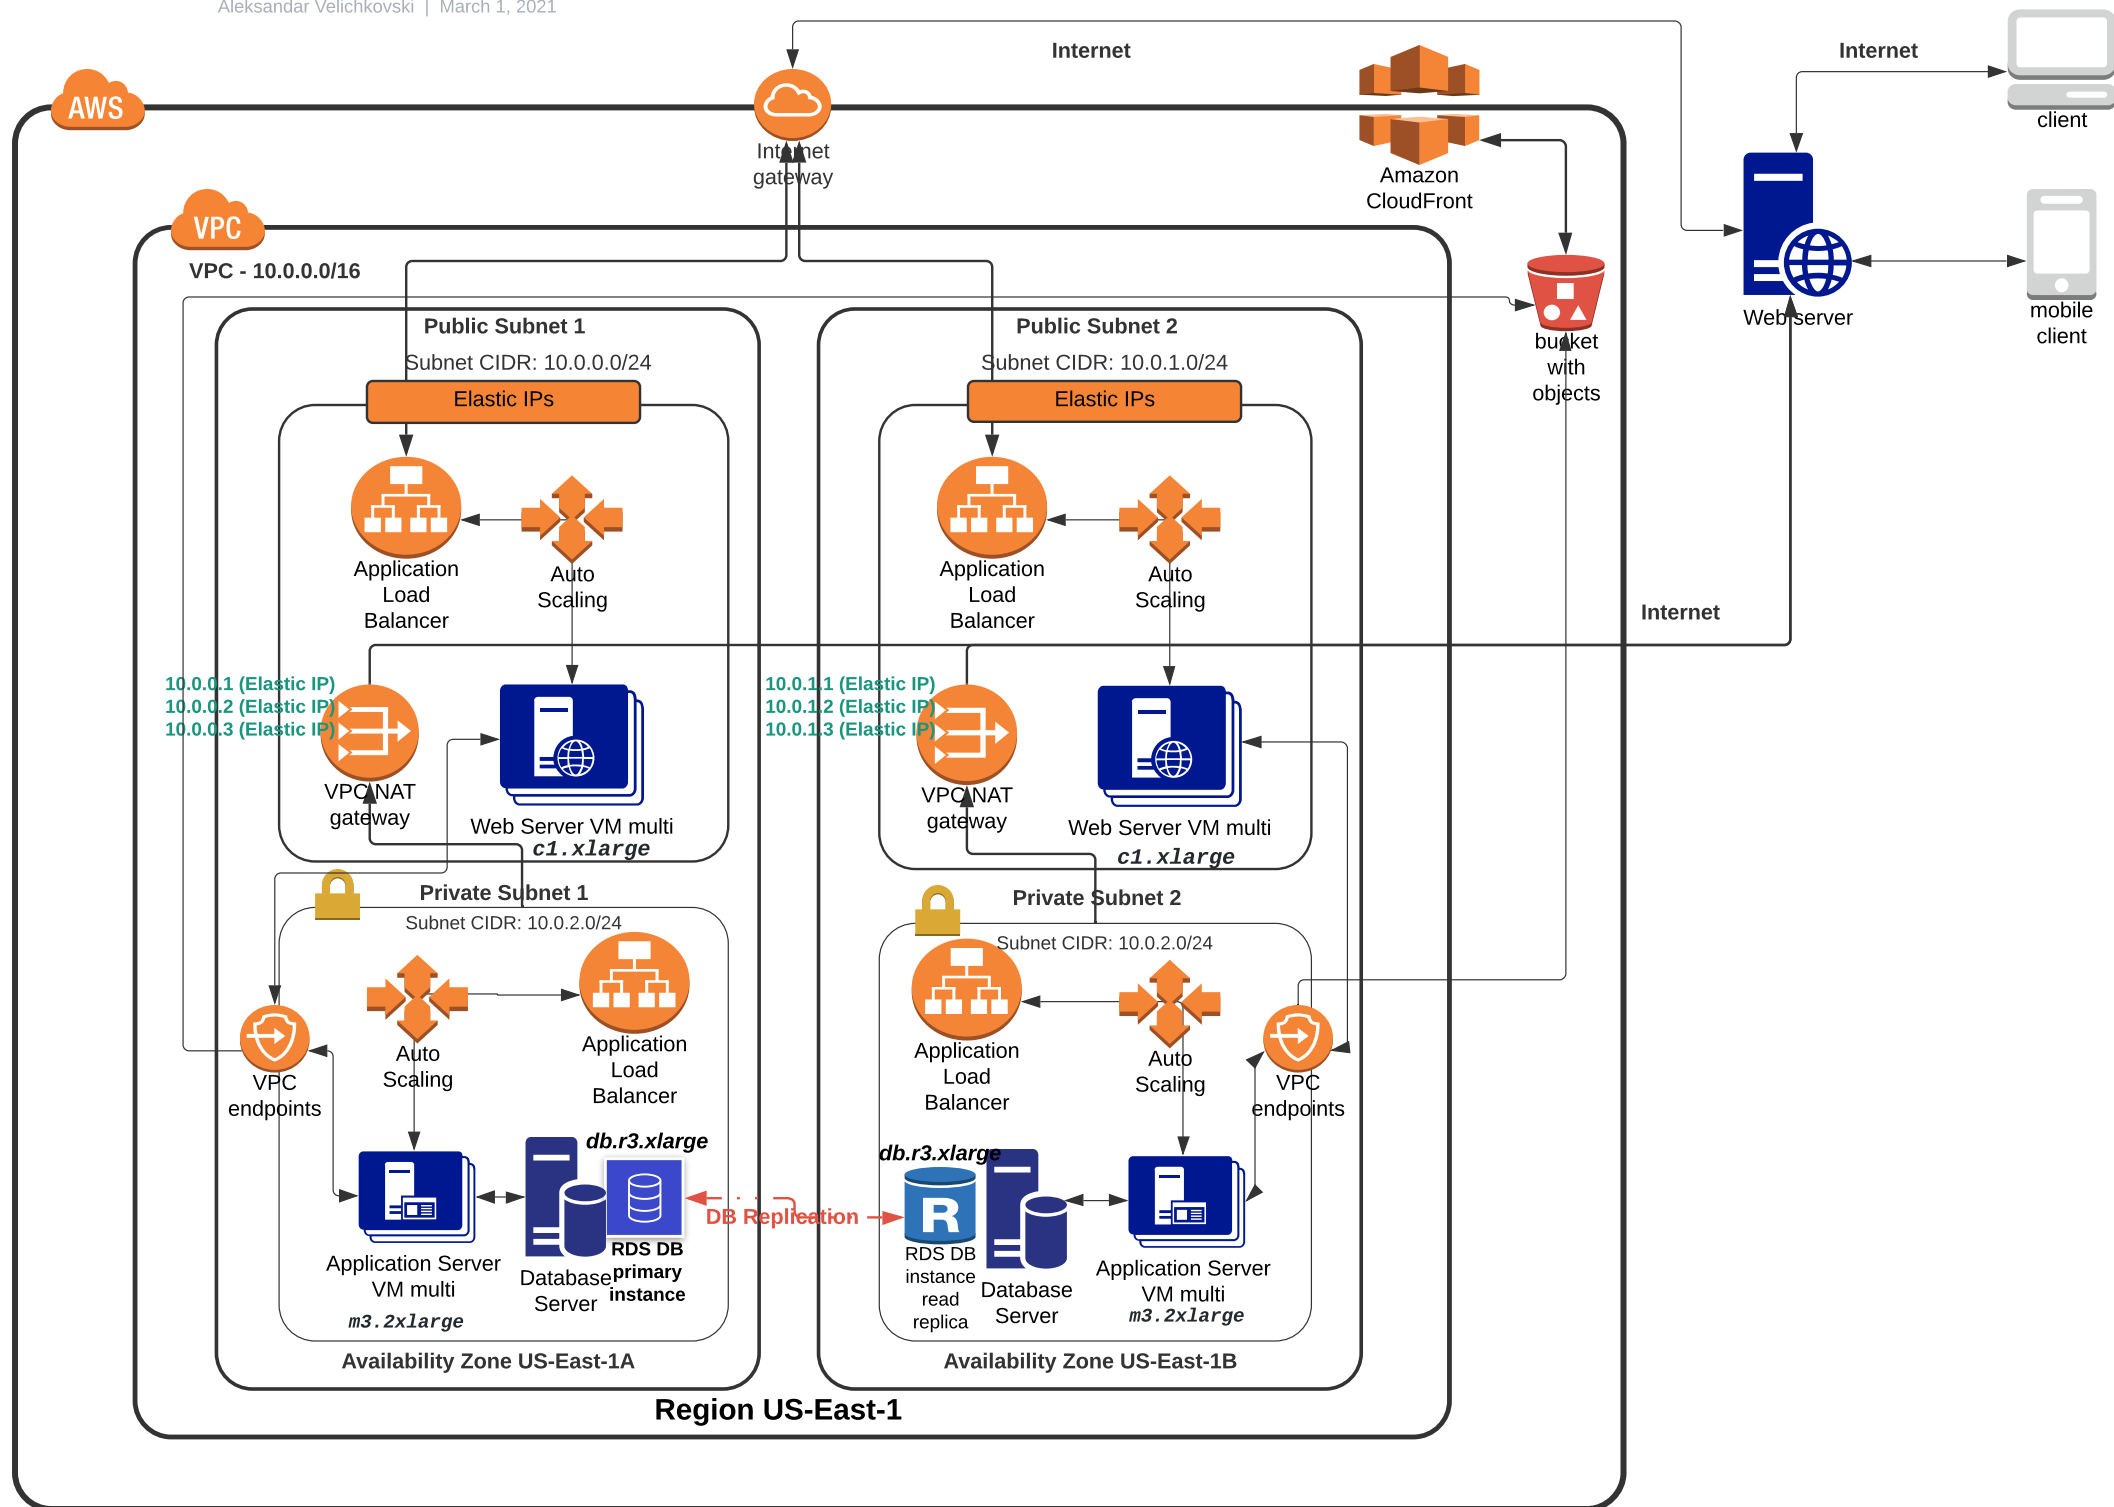 Aleksandar Velichkovski | March 1, 2021
Internet
Internet
AWS
Internet
gateway
Amazon
CloudFront
client
VPC
VPC - 10.0.0.0/16
bucket
with
objects
Web server
mobile
client
Public Subnet 1
Subnet CIDR: 10.0.0.0/24
Elastic IPs
Public Subnet 2
Subnet CIDR: 10.0.1.0/24
Elastic IPs
Application
Load
Balancer
Auto
Scaling
Application
Load
Balancer
Auto
Scaling
Internet
10.0.0.1 (Elastic IP)
10.0.0.2 (Elastic IP)
10.0.0.3 (Elastic IP)
VPC NAT
gateway
Web Server VM multi
c1.xlarge
10.0.1.1 (Elastic IP)
10.0.1.2 (Elastic IP)
10.0.1.3 (Elastic IP)
VPC NAT
gateway
Web Server VM multi
c1.xlarge
Private Subnet 1
Subnet CIDR: 10.0.2.0/24
Private Subnet 2
Subnet CIDR: 10.0.2.0/24
VPC
endpoints
Auto
Scaling
Application
Load
Balancer
Application
Load
Balancer
Auto
Scaling
VPC
endpoints
db.r3.xlarge
Application Server
VM multi
m3.2xlarge
Database
Server
RDS DB
primary
instance
DB Replication
db.r3.xlarge
R
RDS DB
instance
read
replica
Database
Server
Application Server
VM multi
m3.2xlarge
Availability Zone US-East-1A
Availability Zone US-East-1B
Region US-East-1